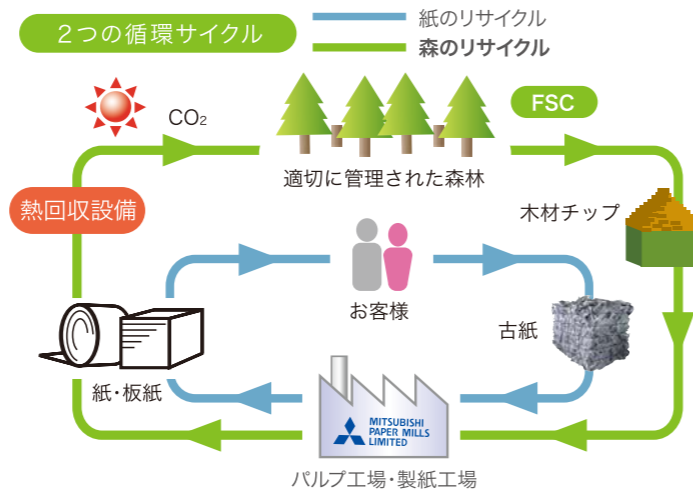 2つの循環サイクル
紙のリサイクル
森のリサイクル
CO₂
FSC
適切に管理された森林
熱回収設備
木材チップ
お客様
古紙
紙・板紙
MITSUBISHI
PAPER MILLS
LIMITED
パルプ工場・製紙工場